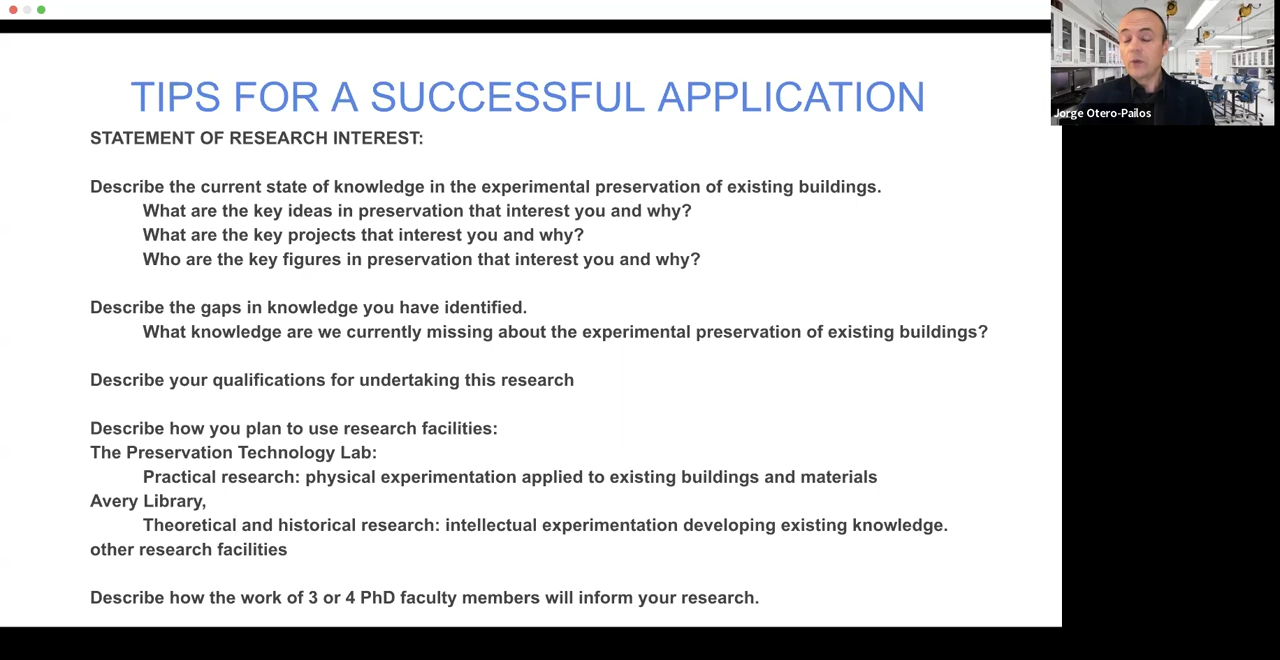 TIPS FOR A SUCCESSFUL APPLICATION
STATEMENT OF RESEARCH INTEREST:
Describe the current state of knowledge in the experimental preservation of existing buildings.
What are the key ideas in preservation that interest you and why?
What are the key projects that interest you and why?
Who are the key figures in preservation that interest you and why?
Describe the gaps in knowledge you have identified.
What knowledge are we currently missing about the experimental preservation of existing buildings?
Describe your qualifications for undertaking this research
Describe how you plan to use research facilities:
The Preservation Technology Lab:
Practical research: physical experimentation applied to existing buildings and materials
Avery Library,
Theoretical and historical research: intellectual experimentation developing existing knowledge.
other research facilities
Describe how the work of 3 or 4 PhD faculty members will inform your research.
Jorge Otero-Pailos